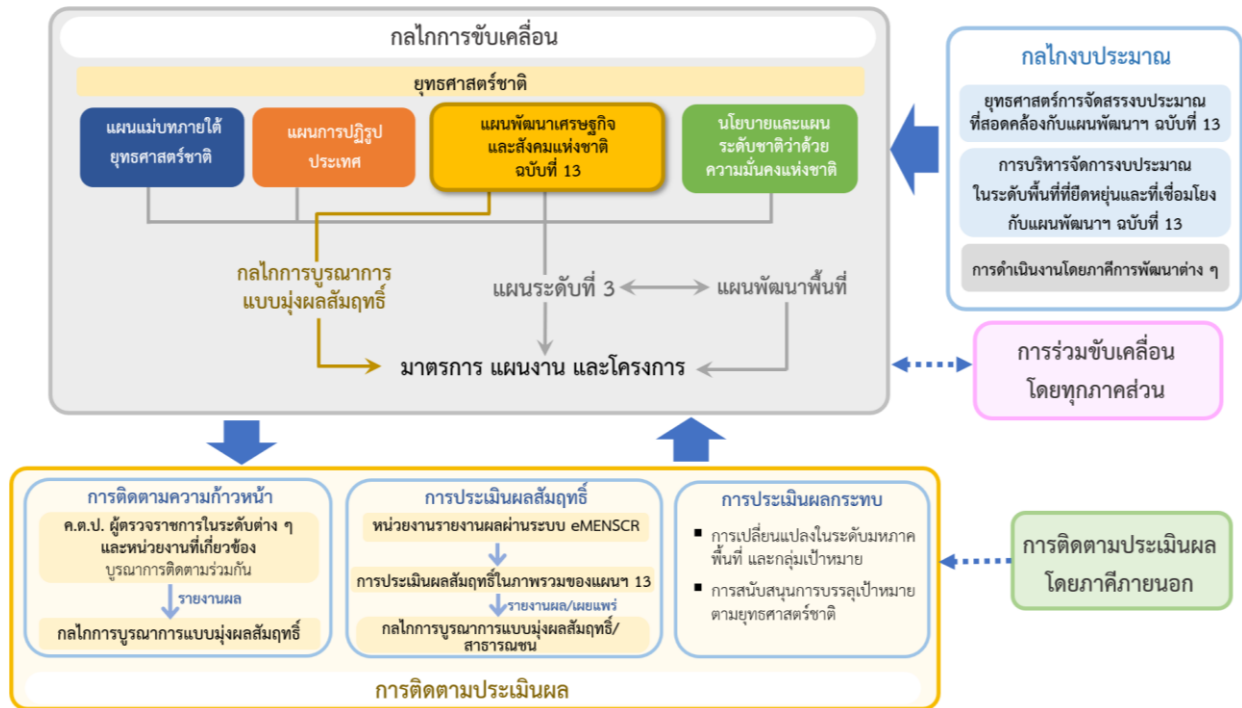 กลไกการขับเคลื่อน
ยุทธศาสตร์ชาติ
แผนแม่บทภายใต้
ยุทธศาสตร์ชาติ
แผนการปฏิรูป
ประเทศ
แผนพัฒนาเศรษฐกิจ
และสังคมแห่งชาติ
ฉบับที่ 13
นโยบายและแผน
ระดับชาติว่าด้วย
ความมั่นคงแห่งชาติ
กลไกการบูรณาการ
แบบมุ่งผลสัมฤทธิ์
แผนระดับที่ 3
แผนพัฒนาพื้นที่
มาตรการ แผนงาน และโครงการ
กลไกงบประมาณ
ยุทธศาสตร์การจัดสรรงบประมาณ
ที่สอดคล้องกับแผนพัฒนาฯ ฉบับที่ 13
การบริหารจัดการงบประมาณ
ในระดับพื้นที่ที่ยืดหยุ่นและที่เชื่อมโยง
กับแผนพัฒนาฯ ฉบับที่ 13
การดำเนินงานโดยภาคีการพัฒนาต่าง ๆ
การร่วมขับเคลื่อน
โดยทุกภาคส่วน
การติดตามความก้าวหน้า
ค.ต.ป. ผู้ตรวจราชการในระดับต่าง ๆ
และหน่วยงานที่เกี่ยวข้อง
บูรณาการติดตามร่วมกัน
รายงานผล
กลไกการบูรณาการแบบมุ่งผลสัมฤทธิ์
การประเมินผลสัมฤทธิ์
หน่วยงานรายงานผลผ่านระบบ eMENSCR
การประเมินผลสัมฤทธิ์ในภาพรวมของแผนฯ 13
รายงานผล/เผยแพร่
กลไกการบูรณาการแบบมุ่งผลสัมฤทธิ์/
สาธารณชน
การประเมินผลกระทบ
▪ การเปลี่ยนแปลงในระดับมหภาค
พื้นที่ และกลุ่มเป้าหมาย
▪ การสนับสนุนการบรรลุเป้าหมาย
ตามยุทธศาสตร์ชาติ
การติดตามประเมินผล
การติดตามประเมินผล
โดยภาคีภายนอก